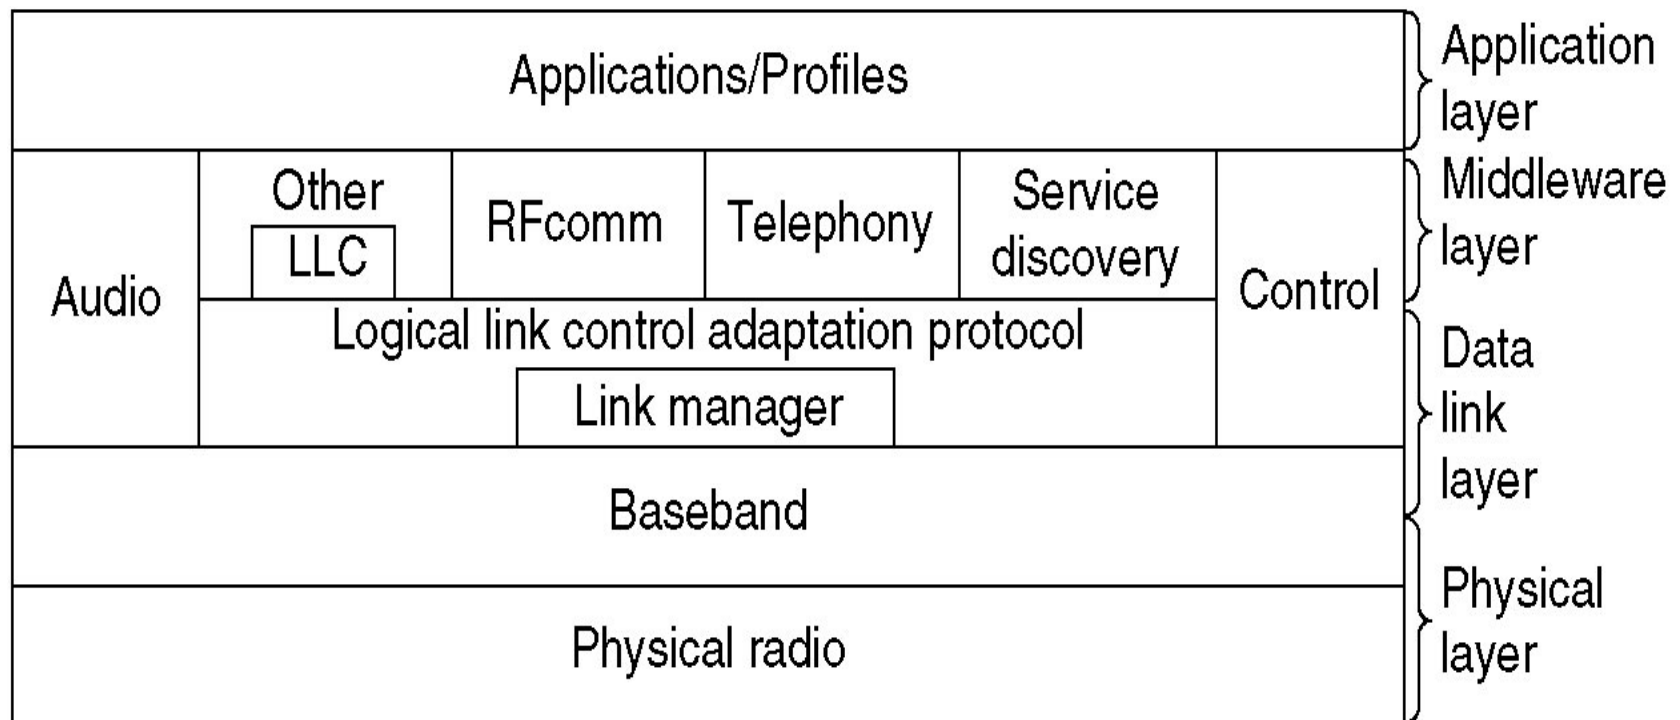 Applications/Profiles
Application
layer
Audio
Other
LLC
RFcomm
Telephony
Service
discovery
Control
Middleware
layer
Logical link control adaptation protocol
Link manager
Data
link
layer
Baseband
Physical radio
Physical
layer